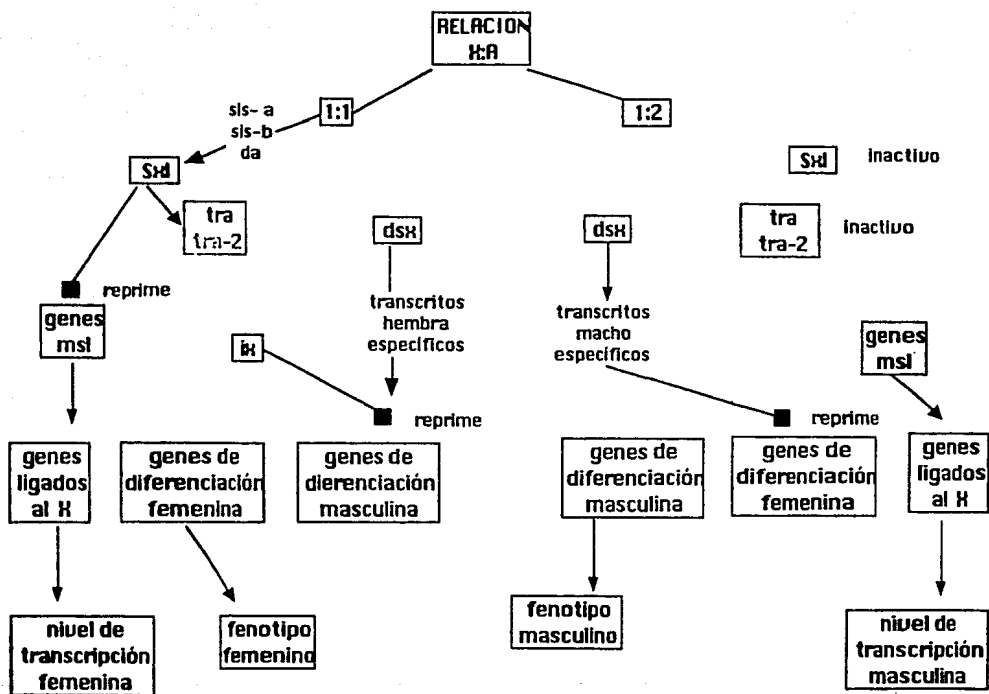 RELACION
X:A
sis- a
sis-b
da
1:1
1:2
Sxl
Sxl
inactivo
tra
tra-2
dsx
dsx
tra
tra-2
inactivo
reprime
genes
msl
transcritos
hembra
específicos
transcritos
macho
específicos
ix
genes
msl
reprime
reprime
genes
ligados
al X
genes de
diferenciación
femenina
genes de
dierenciación
masculina
genes de
diferenciación
masculina
genes de
diferenciación
femenina
genes
ligados
al X
nivel de
transcripción
femenina
fenotipo
femenino
fenotipo
masculino
nivel de
transcripción
masculina